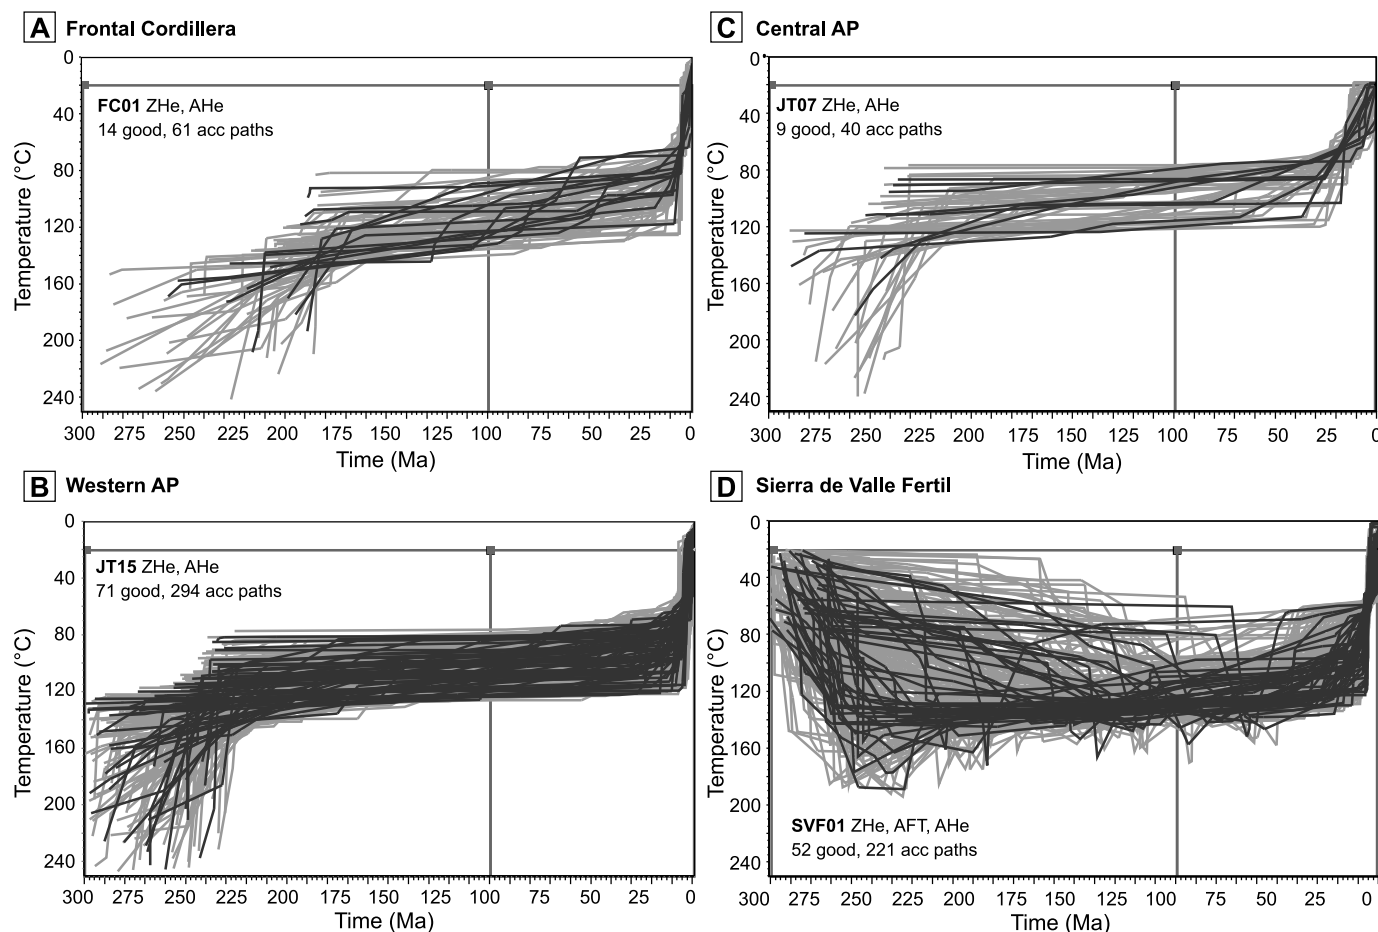 A Frontal Cordillera
Temperature (°C)
0
40
80
120
160
200
240
FC01 ZHe, AHe
14 good, 61 acc paths
300 275 250 225 200 175 150 125 100 75 50 25 0
Time (Ma)
C Central AP
Temperature (°C)
0
40
80
120
160
200
240
JT07 ZHe, AHe
9 good, 40 acc paths
300 275 250 225 200 175 150 125 100 75 50 25 0
Time (Ma)
B Western AP
Temperature (°C)
0
40
80
120
160
200
240
JT15 ZHe, AHe
71 good, 294 acc paths
300 275 250 225 200 175 150 125 100 75 50 25 0
Time (Ma)
D Sierra de Valle Fertil
Temperature (°C)
0
40
80
120
160
200
240
SVF01 ZHe, AFT, AHe
52 good, 221 acc paths
300 275 250 225 200 175 150 125 100 75 50 25 0
Time (Ma)